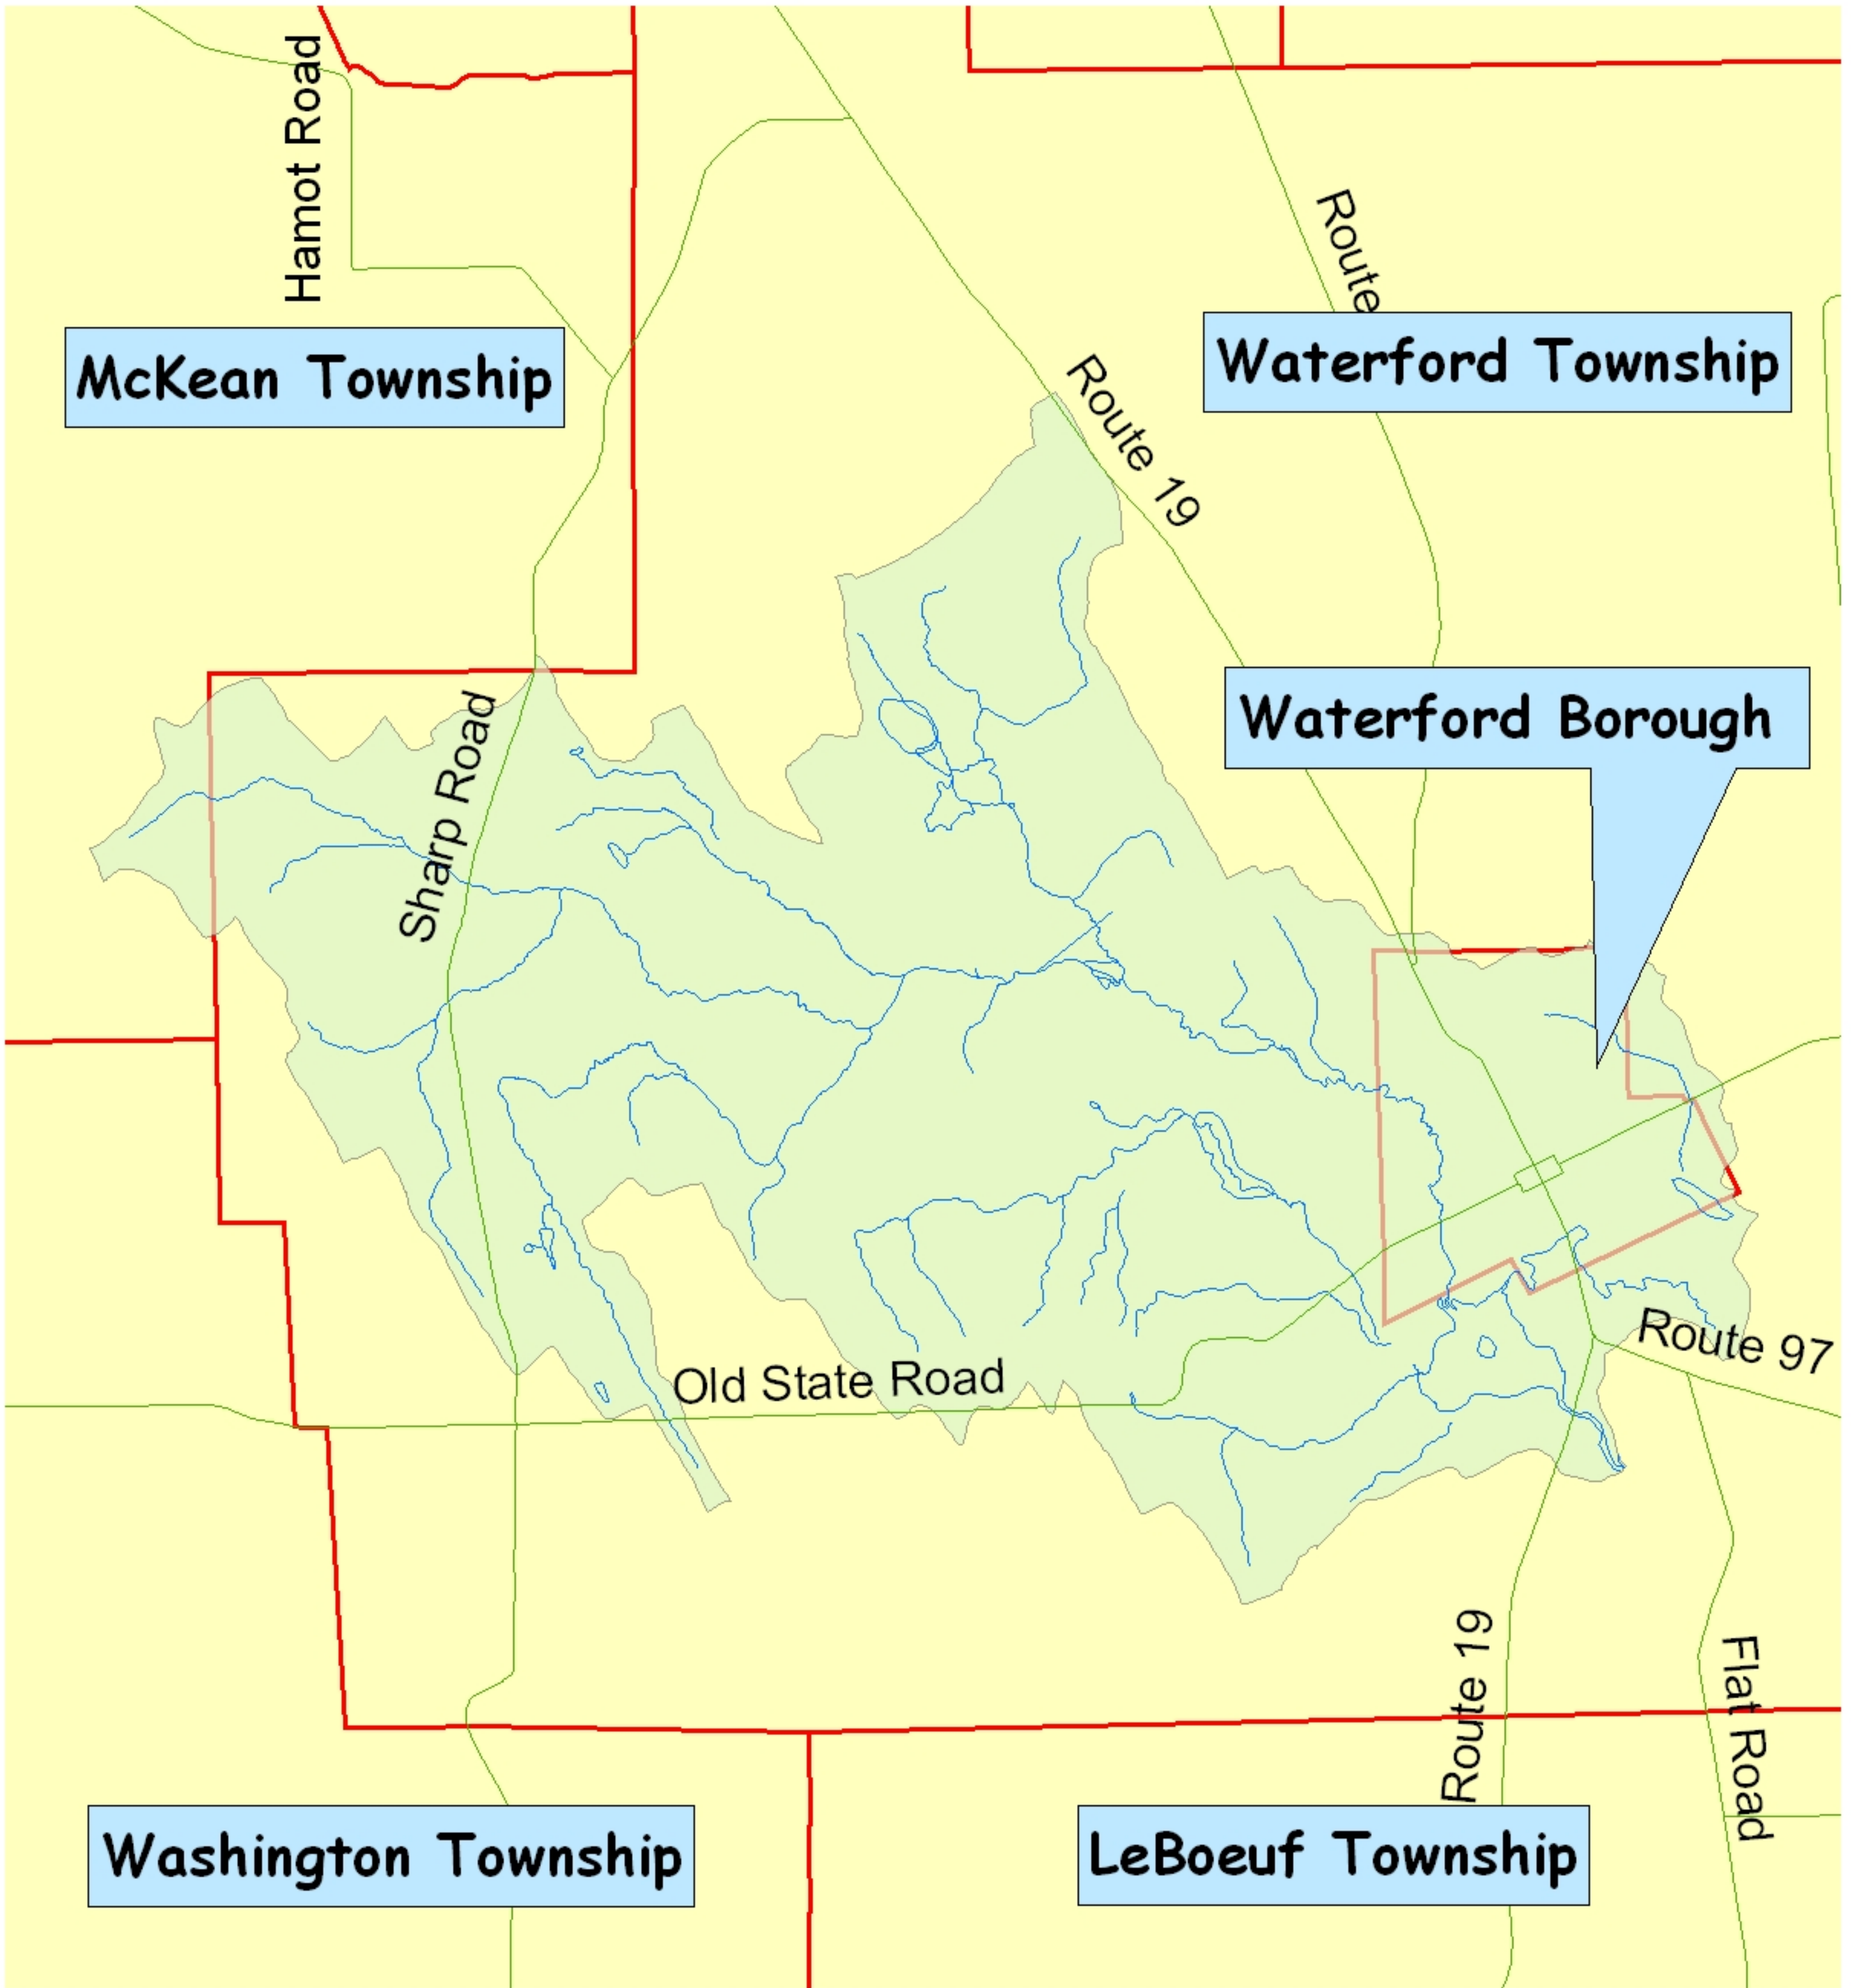 Hamot Road
Route
McKean Township
Waterford Township
Route 19
Waterford Borough
Sharp Road
Route 97
Old State Road
Route 19
Flat Road
Washington Township
LeBoeuf Township